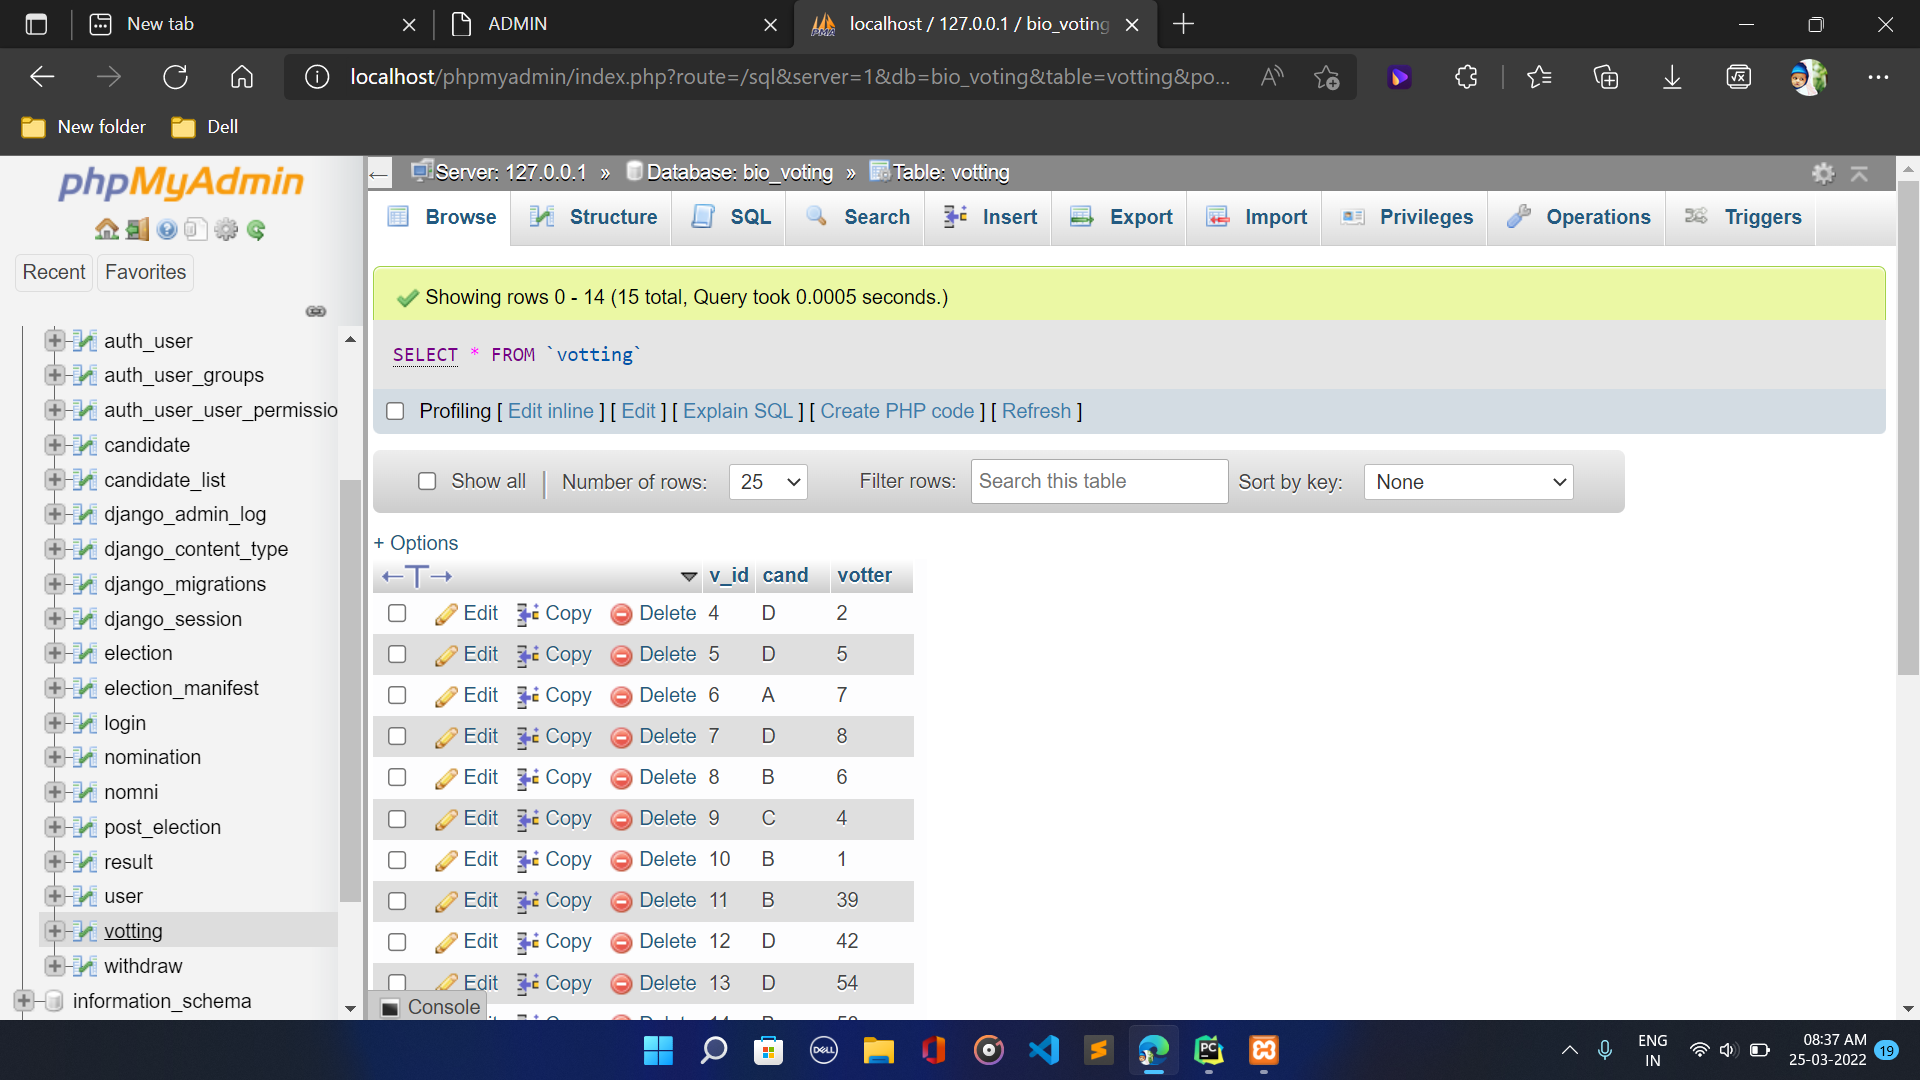 New tab
ADMIN
localhost / 127.0.0.1 / bio_voting
localhost/phpmyadmin/index.php?route=/sql&server=1&db=bio_voting&table=votting&po...
New folder
Dell
phpMyAdmin
Recent
Favorites
auth_user
auth_user_groups
auth_user_user_permissio
candidate
candidate_list
django_admin_log
django_content_type
django_migrations
django_session
election
election_manifest
login
nomination
nomni
post_election
result
user
votting
withdraw
information_schema
Server: 127.0.0.1 » Database: bio_voting » Table: votting
Browse Structure SQL Search Insert Export Import Privileges Operations Triggers
Showing rows 0 - 14 (15 total, Query took 0.0005 seconds.)
SELECT * FROM `votting`
Profiling [ Edit inline ] [ Edit ] [ Explain SQL ] [ Create PHP code ] [ Refresh ]
Show all Number of rows: 25 Filter rows: Search this table Sort by key: None
+ Options
←T→ v_id cand votter
Edit Copy Delete 4 D 2
Edit Copy Delete 5 D 5
Edit Copy Delete 6 A 7
Edit Copy Delete 7 D 8
Edit Copy Delete 8 B 6
Edit Copy Delete 9 C 4
Edit Copy Delete 10 B 1
Edit Copy Delete 11 B 39
Edit Copy Delete 12 D 42
Edit Copy Delete 13 D 54
Console
ENG
IN
08:37 AM
25-03-2022
19